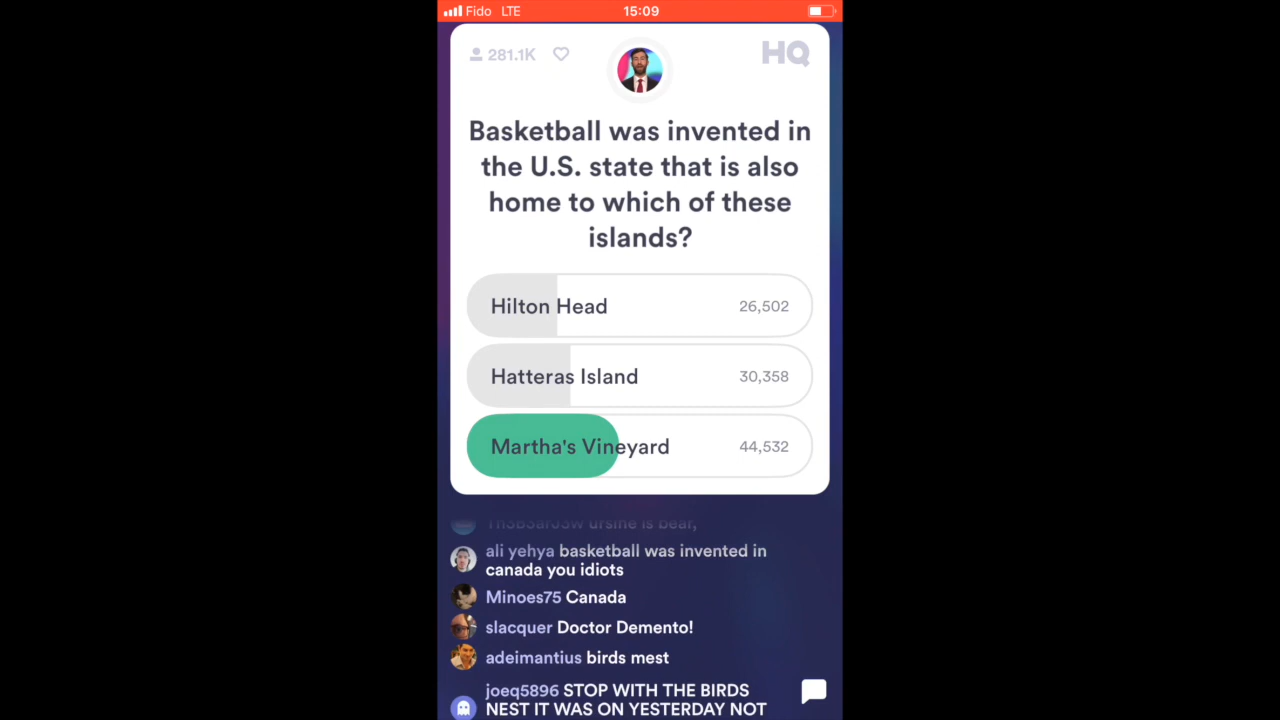 Fido LTE 15:09
281.1K HQ
Basketball was invented in
the U.S. state that is also
home to which of these
islands?
Hilton Head 26,502
Hatteras Island 30,358
Martha's Vineyard 44,532
ursine is bear,
ali yehya basketball was invented in
canada you idiots
Minoes75 Canada
slacquer Doctor Demento!
adeimantius birds mest
joeq5896 STOP WITH THE BIRDS
NEST IT WAS ON YESTERDAY NOT